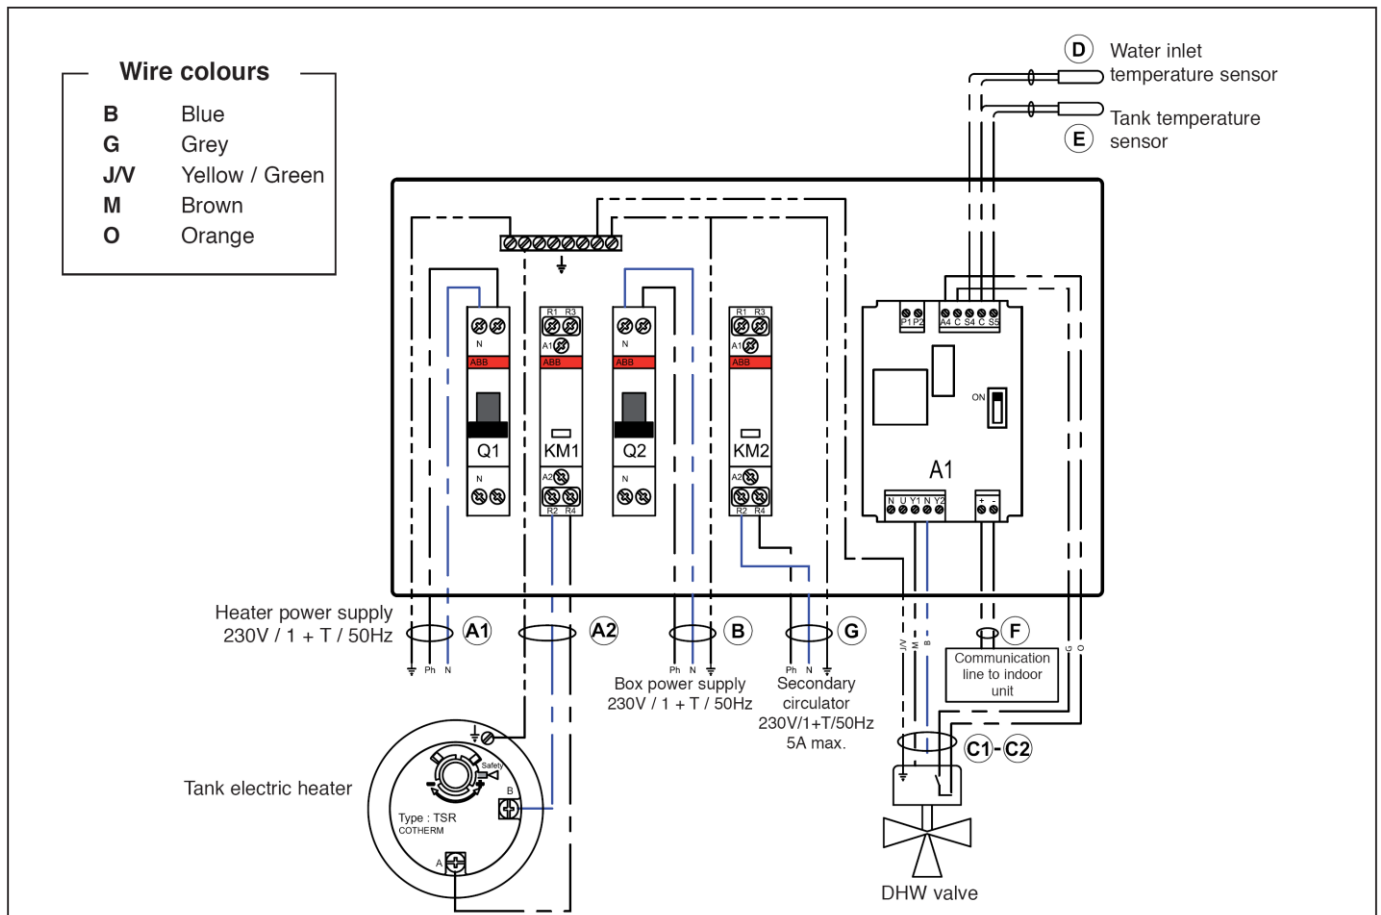 Wire colours
B Blue
G Grey
J/V Yellow / Green
M Brown
O Orange
D Water inlet
temperature sensor
E Tank temperature
sensor
R1 R3
A1
R1 R3
A1
N
N
P1 P2
A4 C S4 C S5
ABB
ABB
ABB
ABB
ON
Q1
KM1
Q2
KM2
A1
N
A2
N
A2
R2 R4
R2 R4
N U Y1 N Y2
+ -
Heater power supply
230V / 1 + T / 50Hz
A1
A2
B
G
F
J/V
M
B
G
O
Ph N
Ph N
Ph N
Box power supply
230V / 1 + T / 50Hz
Secondary
circulator
230V/1+T/50Hz
5A max.
Communication
line to indoor
unit
C1-C2
Tank electric heater
Safety
- +
B
Type : TSR
COTHERM
A
DHW valve